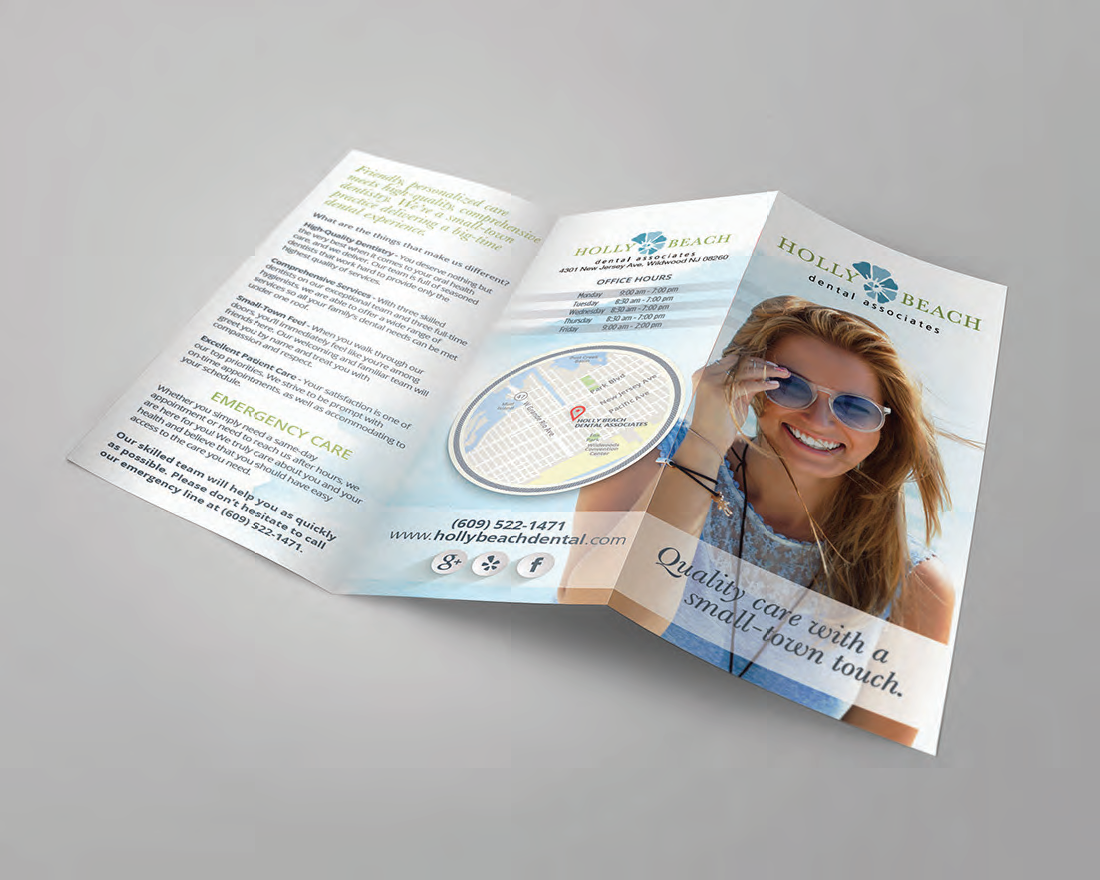 Friendly, personalized care
meets high-quality, comprehensive
dentistry. We're a small-town
practice delivering a big-time
dental experience.
What are the things that make us different?
High-Quality Dentistry - You deserve nothing but
the very best when it comes to your oral health
care, and we deliver. Our team is full of seasoned
dentists that work hard to provide only the
highest quality of services.
Comprehensive Services - With three skilled
dentists on our exceptional team and three full-time
hygienists, we are able to offer a wide range of
services so all your family's dental needs can be met
under one roof.
Small-Town Feel - When you walk through our
doors, you'll immediately feel like you're among
friends here. Our welcoming and familiar team will
greet you by name and treat you with
compassion and respect.
Excellent Patient Care - Your satisfaction is one of
our top priorities. We strive to be prompt with
on-time appointments, as well as accommodating to
your schedule.
EMERGENCY CARE
Whether you simply need a same-day
appointment or need to reach us after hours, we
are here for you! We truly care about you and your
health and believe that you should have easy
access to the care you need.
Our skilled team will help you as quickly
as possible. Please don't hesitate to call
our emergency line at (609) 522-1471.
HOLLY BEACH
dental associates
4301 New Jersey Ave. Wildwood NJ 08260
OFFICE HOURS
Monday 9:00 am - 7:00 pm
Tuesday 8:30 am - 7:00 pm
Wednesday 8:30 am - 7:00 pm
Thursday 8:30 am - 7:00 pm
Friday 9:00 am - 2:00 pm
Park Blvd
New Jersey Ave
Pacific Ave
HOLLY BEACH
DENTAL ASSOCIATES
Wildwoods
Convention
Center
(609) 522-1471
www.hollybeachdental.com
g+
f
HOLLY BEACH
dental associates
Quality care with a
small-town touch.